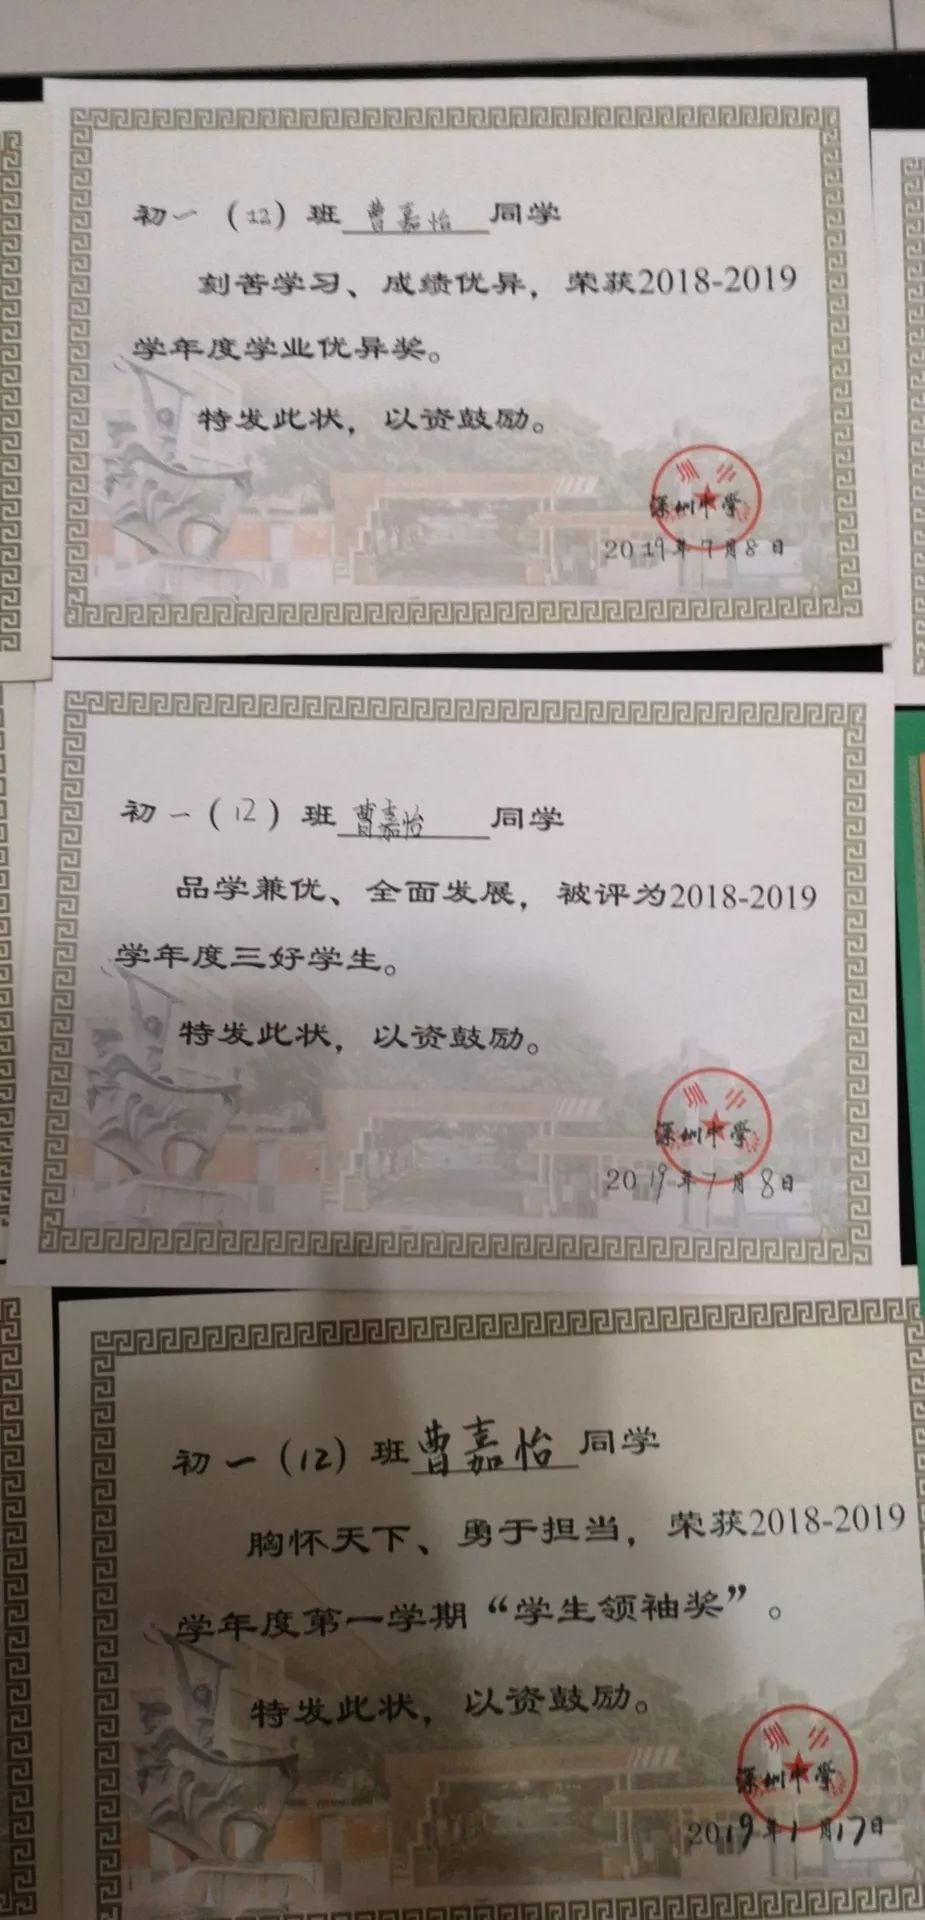 初一（12）班曹嘉怡同学
刻苦学习、成绩优异，荣获2018-2019
学年度学业优异奖。
特发此状，以资鼓励。
圳中
深圳中学
2019年7月8日
初一（12）班曹嘉怡同学
品学兼优、全面发展，被评为2018-2019
学年度三好学生。
特发此状，以资鼓励。
圳中
深圳中学
2019年7月8日
初一（12）班曹嘉怡同学
胸怀天下、勇于担当，荣获2018-2019
学年度第一学期“学生领袖奖”。
特发此状，以资鼓励。
圳中
深圳中学
2019年1月17日